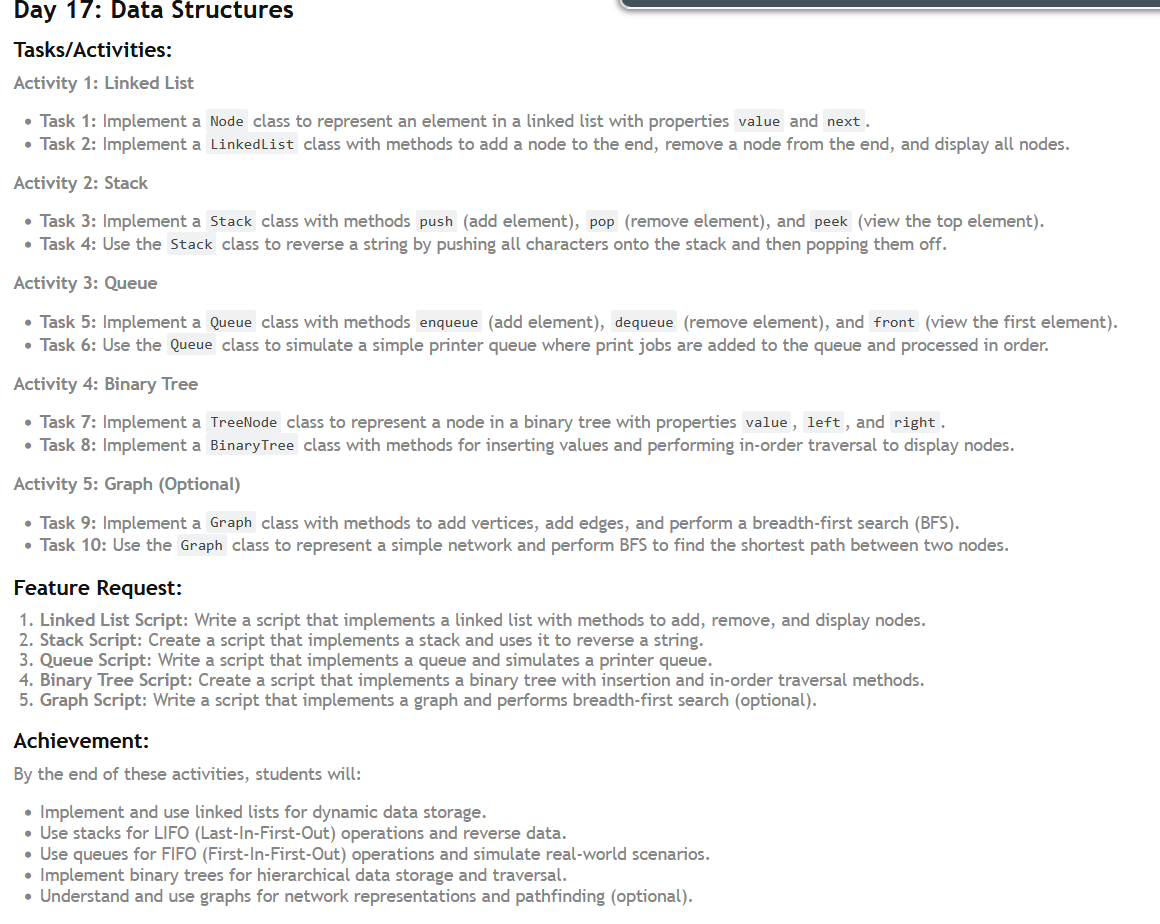 Day 17: Data Structures
Tasks/Activities:
Activity 1: Linked List
• Task 1: Implement a Node class to represent an element in a linked list with properties value and next.
• Task 2: Implement a LinkedList class with methods to add a node to the end, remove a node from the end, and display all nodes.
Activity 2: Stack
• Task 3: Implement a Stack class with methods push (add element), pop (remove element), and peek (view the top element).
• Task 4: Use the Stack class to reverse a string by pushing all characters onto the stack and then popping them off.
Activity 3: Queue
• Task 5: Implement a Queue class with methods enqueue (add element), dequeue (remove element), and front (view the first element).
• Task 6: Use the Queue class to simulate a simple printer queue where print jobs are added to the queue and processed in order.
Activity 4: Binary Tree
• Task 7: Implement a TreeNode class to represent a node in a binary tree with properties value, left, and right.
• Task 8: Implement a BinaryTree class with methods for inserting values and performing in-order traversal to display nodes.
Activity 5: Graph (Optional)
• Task 9: Implement a Graph class with methods to add vertices, add edges, and perform a breadth-first search (BFS).
• Task 10: Use the Graph class to represent a simple network and perform BFS to find the shortest path between two nodes.
Feature Request:
1. Linked List Script: Write a script that implements a linked list with methods to add, remove, and display nodes.
2. Stack Script: Create a script that implements a stack and uses it to reverse a string.
3. Queue Script: Write a script that implements a queue and simulates a printer queue.
4. Binary Tree Script: Create a script that implements a binary tree with insertion and in-order traversal methods.
5. Graph Script: Write a script that implements a graph and performs breadth-first search (optional).
Achievement:
By the end of these activities, students will:
• Implement and use linked lists for dynamic data storage.
• Use stacks for LIFO (Last-In-First-Out) operations and reverse data.
• Use queues for FIFO (First-In-First-Out) operations and simulate real-world scenarios.
• Implement binary trees for hierarchical data storage and traversal.
• Understand and use graphs for network representations and pathfinding (optional).